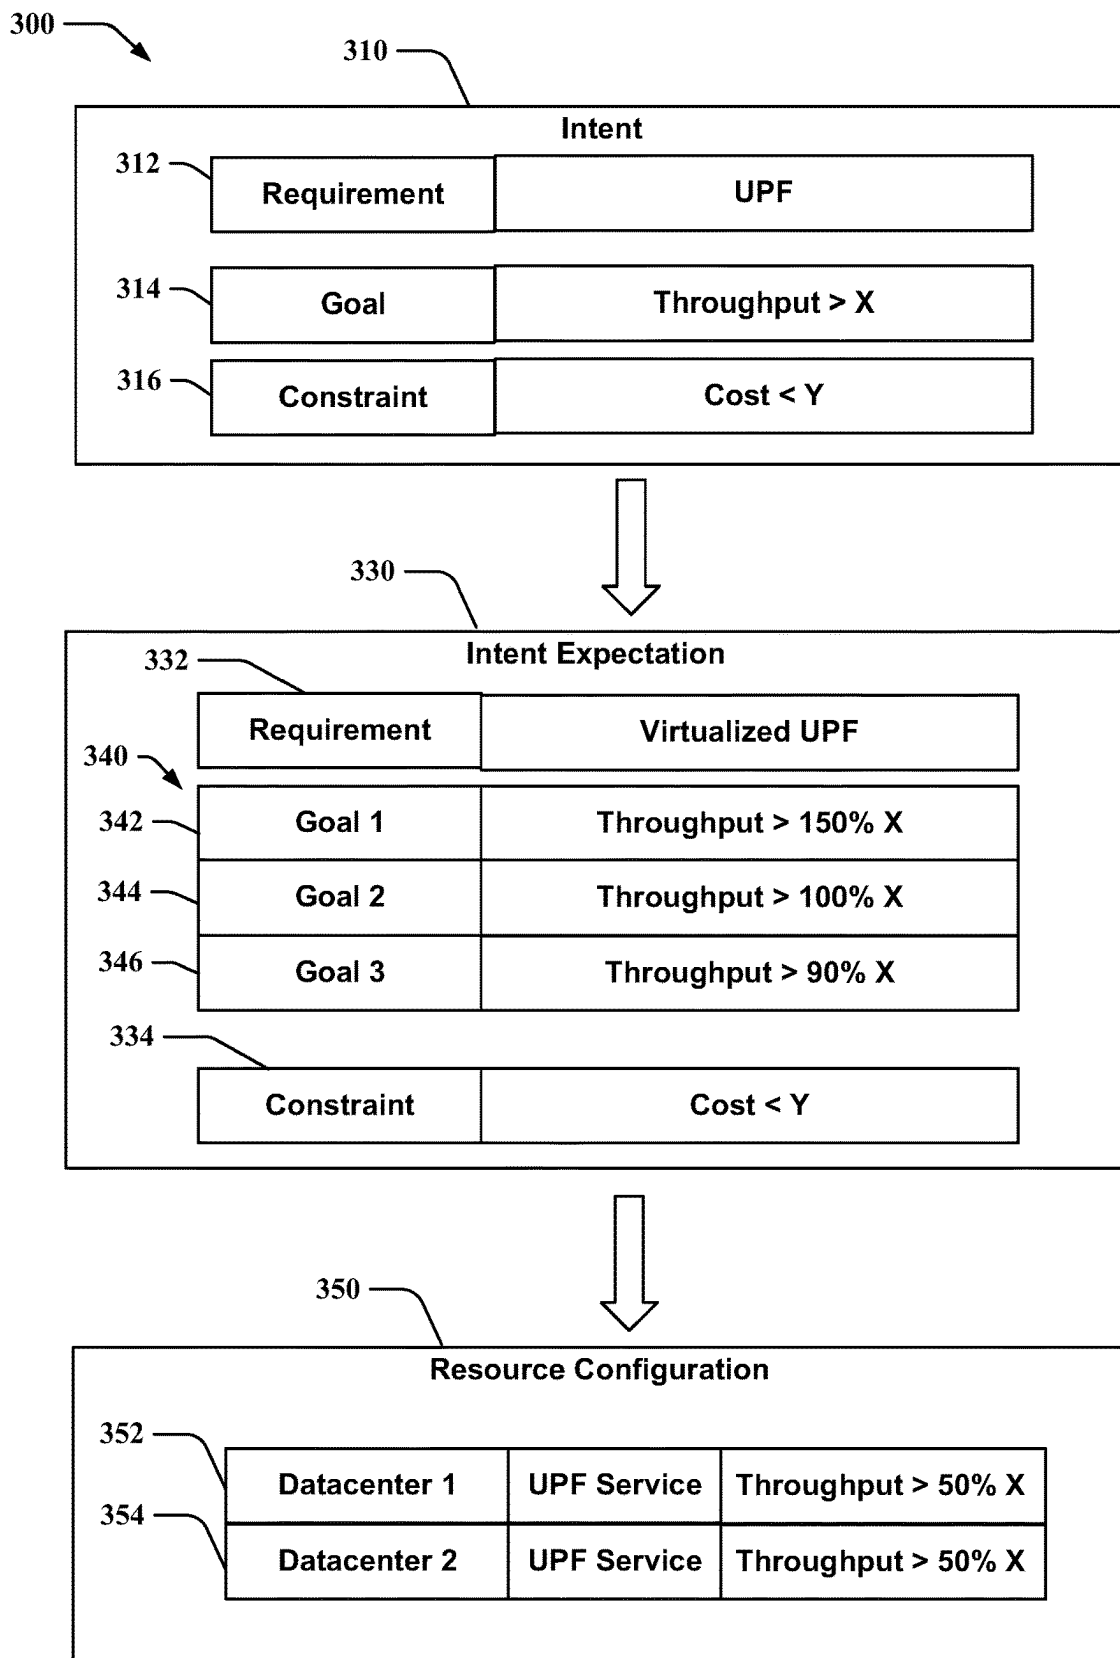 300
310
Intent
312
Requirement UPF
314
Goal Throughput > X
316
Constraint Cost < Y
330
Intent Expectation
332
Requirement Virtualized UPF
340
342 Goal 1 Throughput > 150% X
344 Goal 2 Throughput > 100% X
346 Goal 3 Throughput > 90% X
334
Constraint Cost < Y
350
Resource Configuration
352
Datacenter 1 UPF Service Throughput > 50% X
354
Datacenter 2 UPF Service Throughput > 50% X